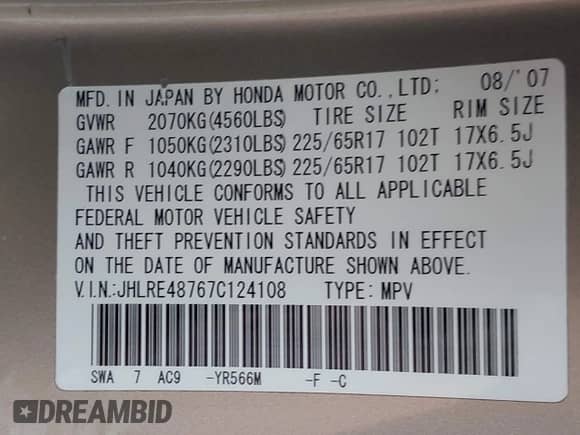 MFD. IN JAPAN BY HONDA MOTOR CO., LTD; 08/'07
GVWR 2070KG(4560LBS) TIRE SIZE RIM SIZE
GAWR F 1050KG(2310LBS) 225/65R17 102T 17X6.5J
GAWR R 1040KG(2290LBS) 225/65R17 102T 17X6.5J
THIS VEHICLE CONFORMS TO ALL APPLICABLE
FEDERAL MOTOR VEHICLE SAFETY
AND THEFT PREVENTION STANDARDS IN EFFECT
ON THE DATE OF MANUFACTURE SHOWN ABOVE.
V.I.N.:JHLRE48767C124108 TYPE: MPV
SWA 7 AC9 -YR566M -F -C
DREAMBID